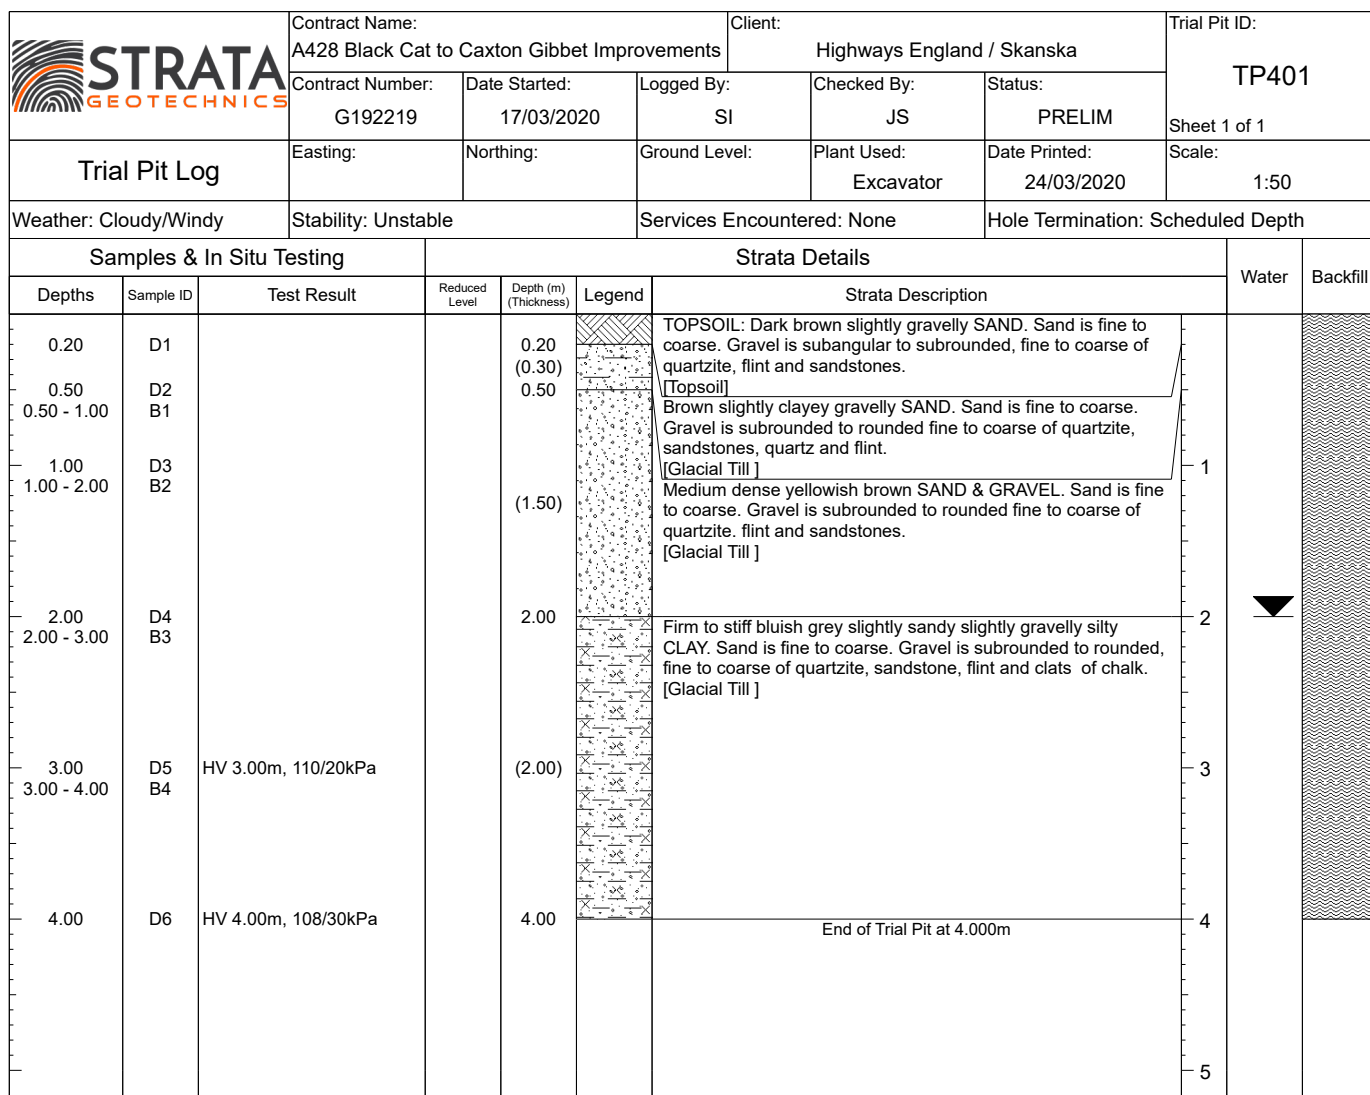 STRATA
GEOTECHNICS
Contract Name:
A428 Black Cat to Caxton Gibbet Improvements
Client:
Highways England / Skanska
Trial Pit ID:
TP401
Sheet 1 of 1
Contract Number:
G192219
Date Started:
17/03/2020
Logged By:
SI
Checked By:
JS
Status:
PRELIM
Trial Pit Log
Easting:
Northing:
Ground Level:
Plant Used:
Excavator
Date Printed:
24/03/2020
Scale:
1:50
Weather: Cloudy/Windy
Stability: Unstable
Services Encountered: None
Hole Termination: Scheduled Depth
Samples & In Situ Testing
Strata Details
Water
Backfill
Depths
Sample ID
Test Result
Reduced
Level
Depth (m)
(Thickness)
Legend
Strata Description
0.20 D1
0.50 D2
0.50 - 1.00 B1
1.00 D3
1.00 - 2.00 B2
2.00 D4
2.00 - 3.00 B3
3.00 D5 HV 3.00m, 110/20kPa
3.00 - 4.00 B4
4.00 D6 HV 4.00m, 108/30kPa
0.20
(0.30)
0.50
(1.50)
2.00
(2.00)
4.00
TOPSOIL: Dark brown slightly gravelly SAND. Sand is fine to
coarse. Gravel is subangular to subrounded, fine to coarse of
quartzite, flint and sandstones.
[Topsoil]
Brown slightly clayey gravelly SAND. Sand is fine to coarse.
Gravel is subrounded to rounded fine to coarse of quartzite,
sandstones, quartz and flint.
[Glacial Till ]
Medium dense yellowish brown SAND & GRAVEL. Sand is fine
to coarse. Gravel is subrounded to rounded fine to coarse of
quartzite. flint and sandstones.
[Glacial Till ]
Firm to stiff bluish grey slightly sandy slightly gravelly silty
CLAY. Sand is fine to coarse. Gravel is subrounded to rounded,
fine to coarse of quartzite, sandstone, flint and clats  of chalk.
[Glacial Till ]
End of Trial Pit at 4.000m
1
2
3
4
5